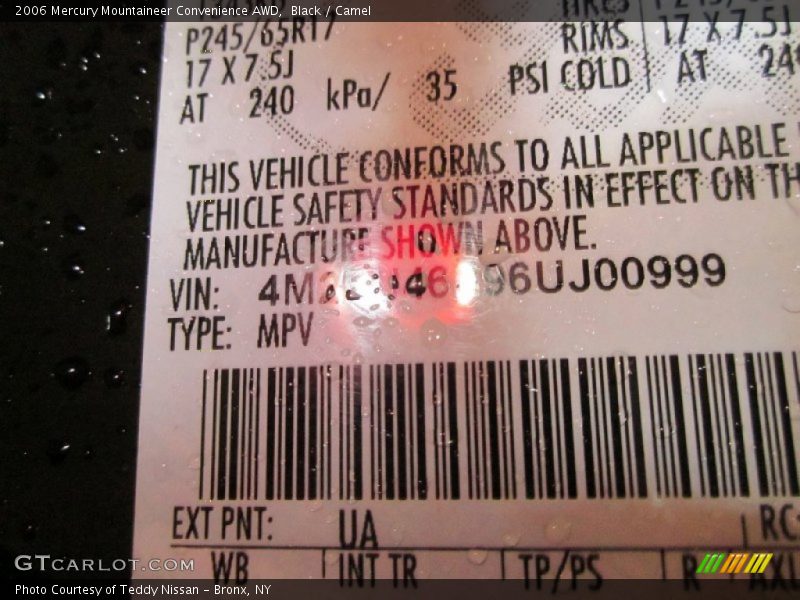 2006 Mercury Mountaineer Convenience AWD, Black / Camel
P245/65R17 TIRES
17 X 7.5J RIMS 17 X 7.5J
AT 240 kPa/ 35 PSI COLD AT
THIS VEHICLE CONFORMS TO ALL APPLICABLE
VEHICLE SAFETY STANDARDS IN EFFECT ON
MANUFACTURE SHOWN ABOVE.
VIN:
TYPE: MPV
EXT PNT: UA RC:
WB INT TR TP/PS R AXL
GTCARLOT.COM
Photo Courtesy of Teddy Nissan - Bronx, NY